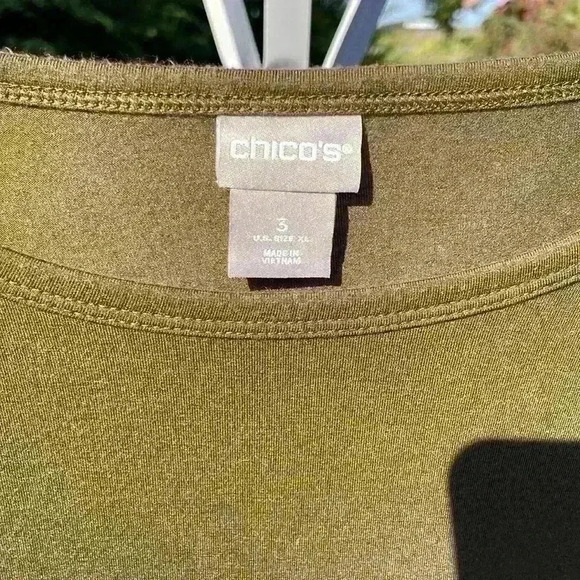 chico's
3
U.S. SIZE XL
MADE IN
VIETNAM